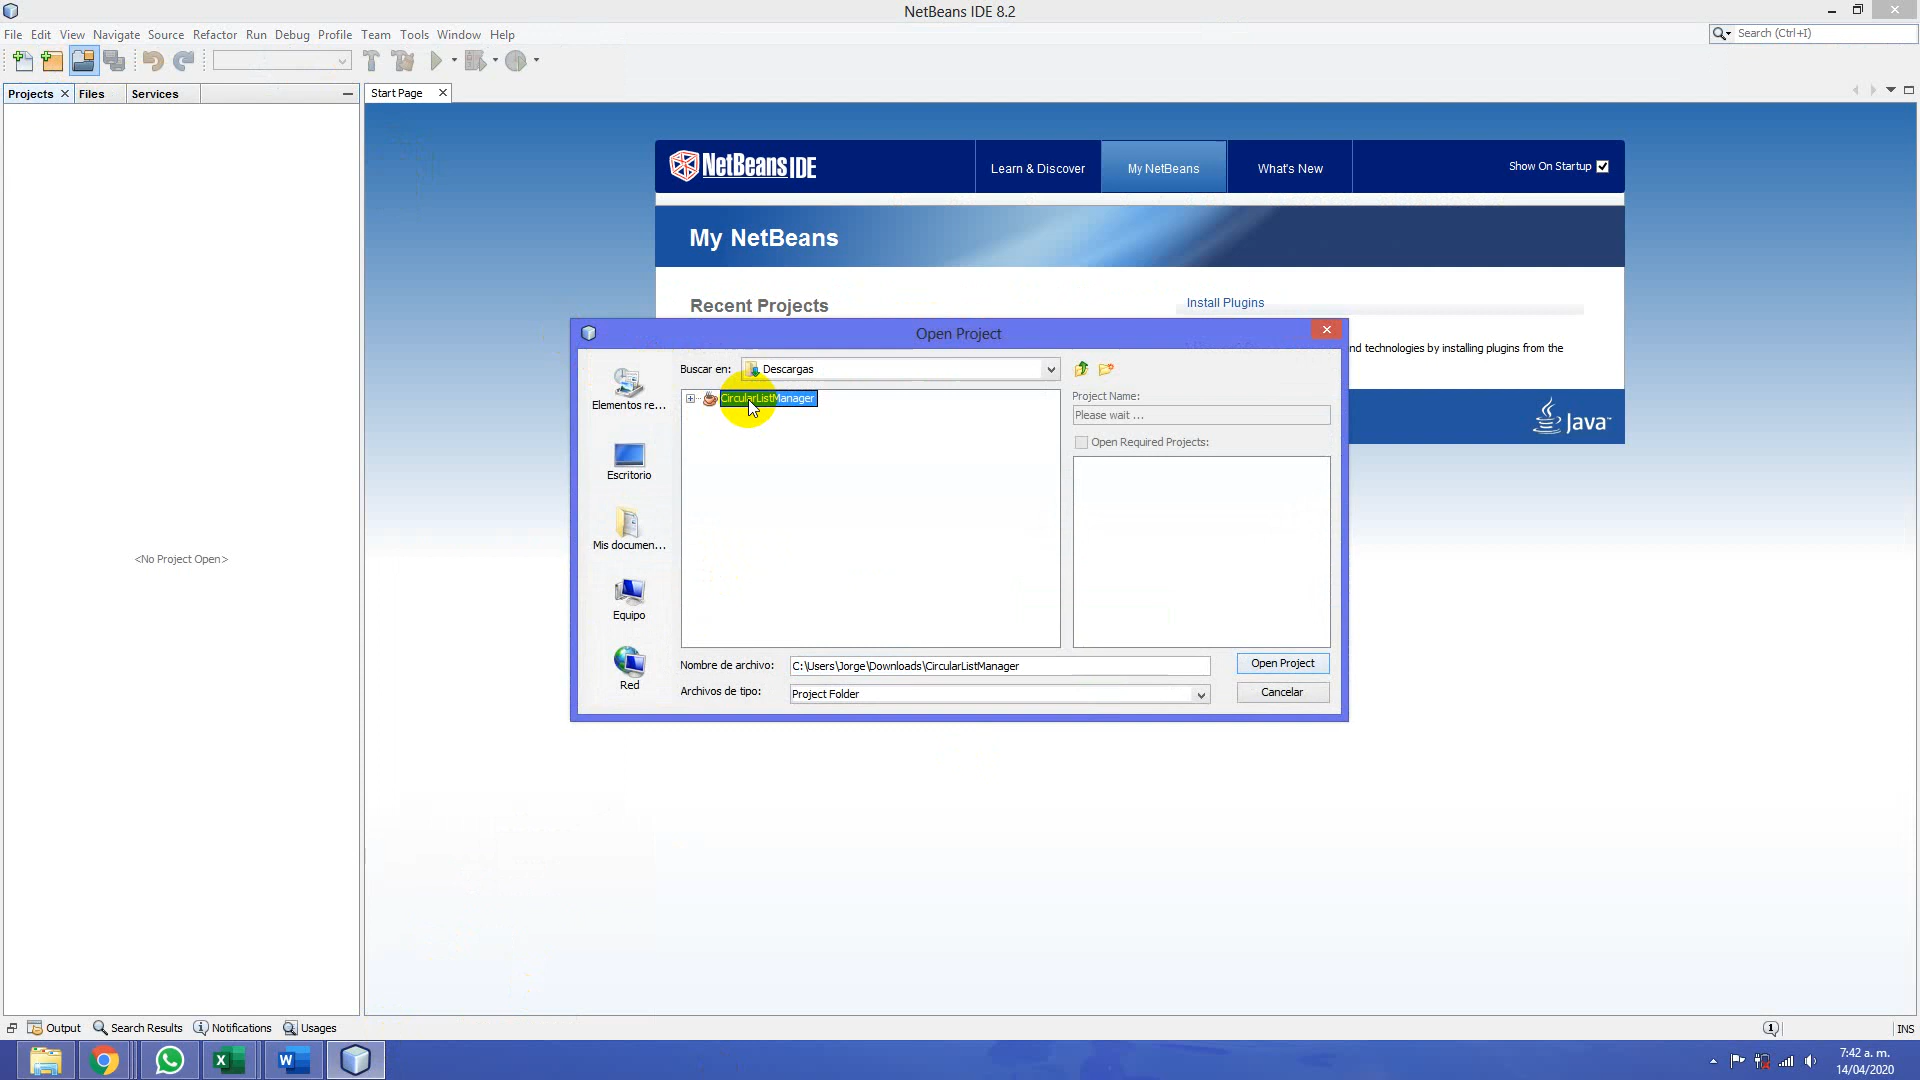 NetBeans IDE 8.2
File Edit View Navigate Source Refactor Run Debug Profile Team Tools Window Help
Search (Ctrl+I)
Projects Files Services
Start Page
NetBeans IDE
Learn & Discover
My NetBeans
What's New
Show On Startup
My NetBeans
Recent Projects
Install Plugins
Open Project
nd technologies by installing plugins from the
Buscar en: Descargas
Elementos re...
Escritorio
Mis documen...
Equipo
Red
CircularListManager
Project Name:
Please wait ...
Open Required Projects:
Java™
<No Project Open>
Nombre de archivo: C:\Users\Jorge\Downloads\CircularListManager
Open Project
Archivos de tipo: Project Folder
Cancelar
Output Search Results Notifications Usages
1
INS
7:42 a. m.
14/04/2020